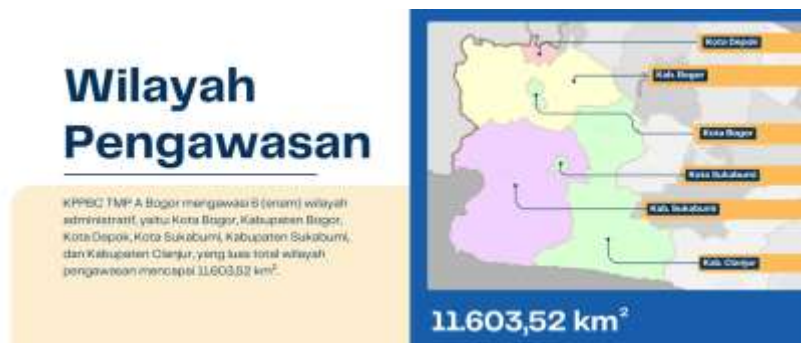 Wilayah
Pengawasan
KPPBC TMP A Bogor mengawasi 6 (enam) wilayah
administratif, yaitu: Kota Bogor, Kabupaten Bogor,
Kota Depok, Kota Sukabumi, Kabupaten Sukabumi,
dan Kabupaten Cianjur, yang luas total wilayah
pengawasan mencapai 11.603,52 km².
Kota Depok
Kab. Bogor
Kota Bogor
Kota Sukabumi
Kab. Sukabumi
Kab. Cianjur
11.603,52 km²